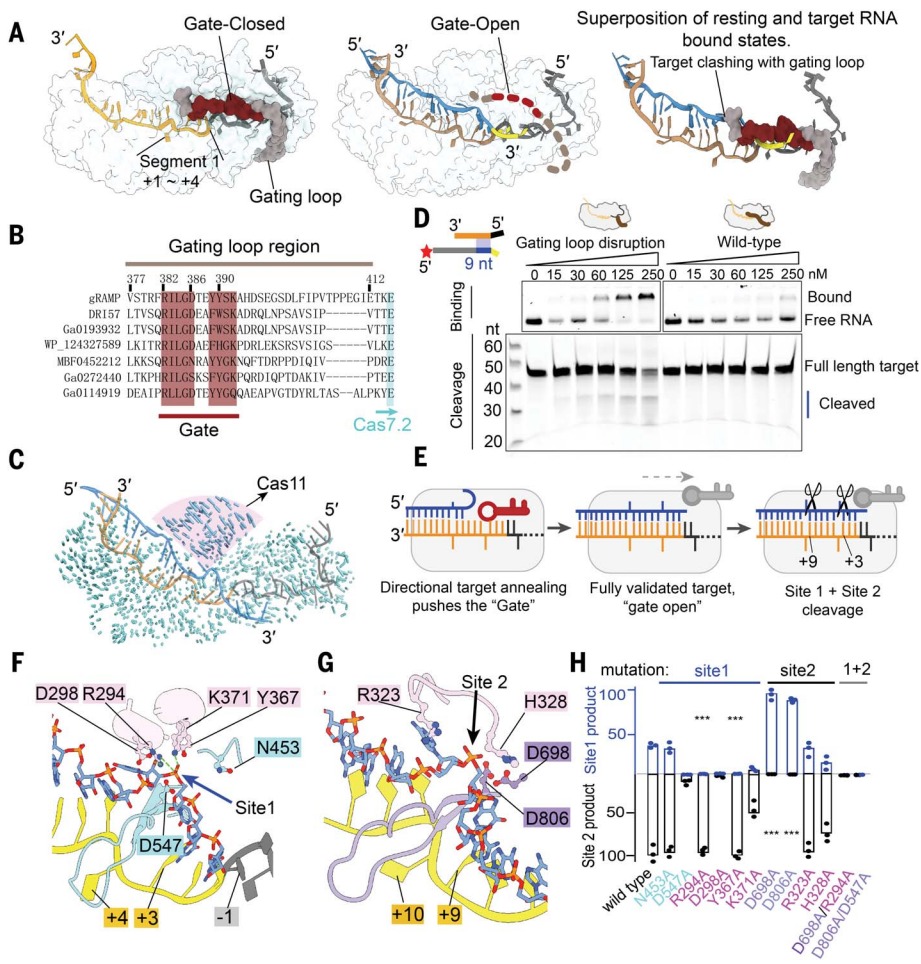 A
3′
Gate-Closed
5′
Segment 1
+1 ~ +4
Gating loop
Gate-Open
5′
3′
3′
Superposition of resting and target RNA
bound states.
Target clashing with gating loop
B
Gating loop region
377 382 386 390 412
gRAMP VSTRFRILGDTEYYSKAHDSEGSDLFIPVTPPEGIETKE
DRI57 LTVSQRILGDAEFWSKADRQLNPSAVSIP------VTTE
Ga0193932 LTVSQRILGDAEFWSKADRQLNPSAVSIP------VTTE
WP_124327589 LKITRRILGDTEFHGKPDRLEKSRVSIGS------VLKE
MBF0452212 LKKSQRILGNRAYYGKNQFTDRPPDIQIV------PDRE
Ga0272440 LTKPHRILGSKSFYGKPQRDIQPTDAKIV------PTEE
Ga0114919 DEAIPRLLGDTEYYGQQAEAPVGTDYRLTAS--ALPKYE
Gate
Cas7.2
C
5′
3′
Cas11
5′
3′
D
3′
5′
5′
9 nt
Gating loop disruption
Wild-type
0 15 30 60 125 250 0 15 30 60 125 250 nM
Binding
Bound
Free RNA
nt
Cleavage
60
50
40
30
20
Full length target
Cleaved
E
5′
3′
Directional target annealing
pushes the “Gate”
Fully validated target,
“gate open”
+9
+3
Site 1 + Site 2
cleavage
F
D298 R294
K371 Y367
N453
Site1
D547
+4 +3 -1
G
R323
Site 2
H328
D698
D806
+10 +9
H
mutation: site1 site2 1+2
Site1 product
Site 2 product
100
50
0
50
100
*** ***
*** ***
wild type
N453A
D547A
R294A
D298A
Y367A
K371A
D698A
D806A
R323A
H328A
D698A/R294A
D806A/D547A